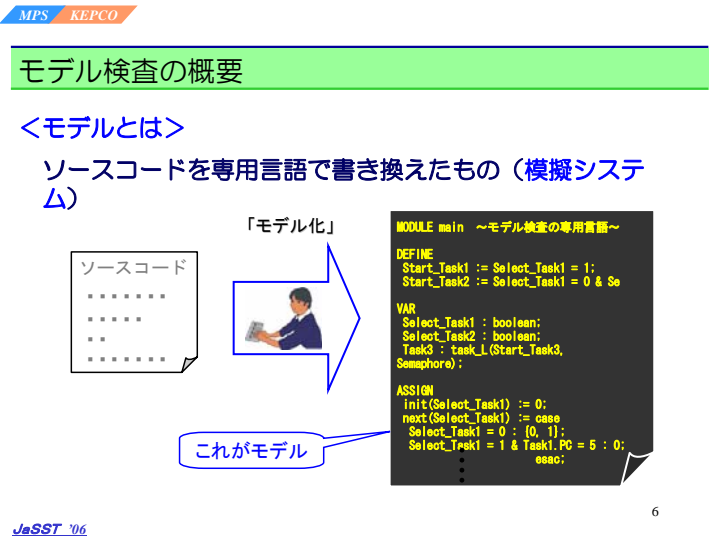 MPS KEPCO
モデル検査の概要
＜モデルとは＞
ソースコードを専用言語で書き換えたもの（模擬システ
ム）
「モデル化」
ソースコード
MODULE main ～モデル検査の専用言語～
DEFINE
Start_Task1 := Select_Task1 = 1;
Start_Task2 := Select_Task1 = 0 & Se
VAR
Select_Task1 : boolean;
Select_Task2 : boolean;
Task3 : task_L(Start_Task3,
Semaphore);
ASSIGN
init(Select_Task1) := 0;
next(Select_Task1) := case
Select_Task1 = 0 : {0, 1};
Select_Task1 = 1 & Task1.PC = 5 : 0;
esac;
これがモデル
6
JaSST '06